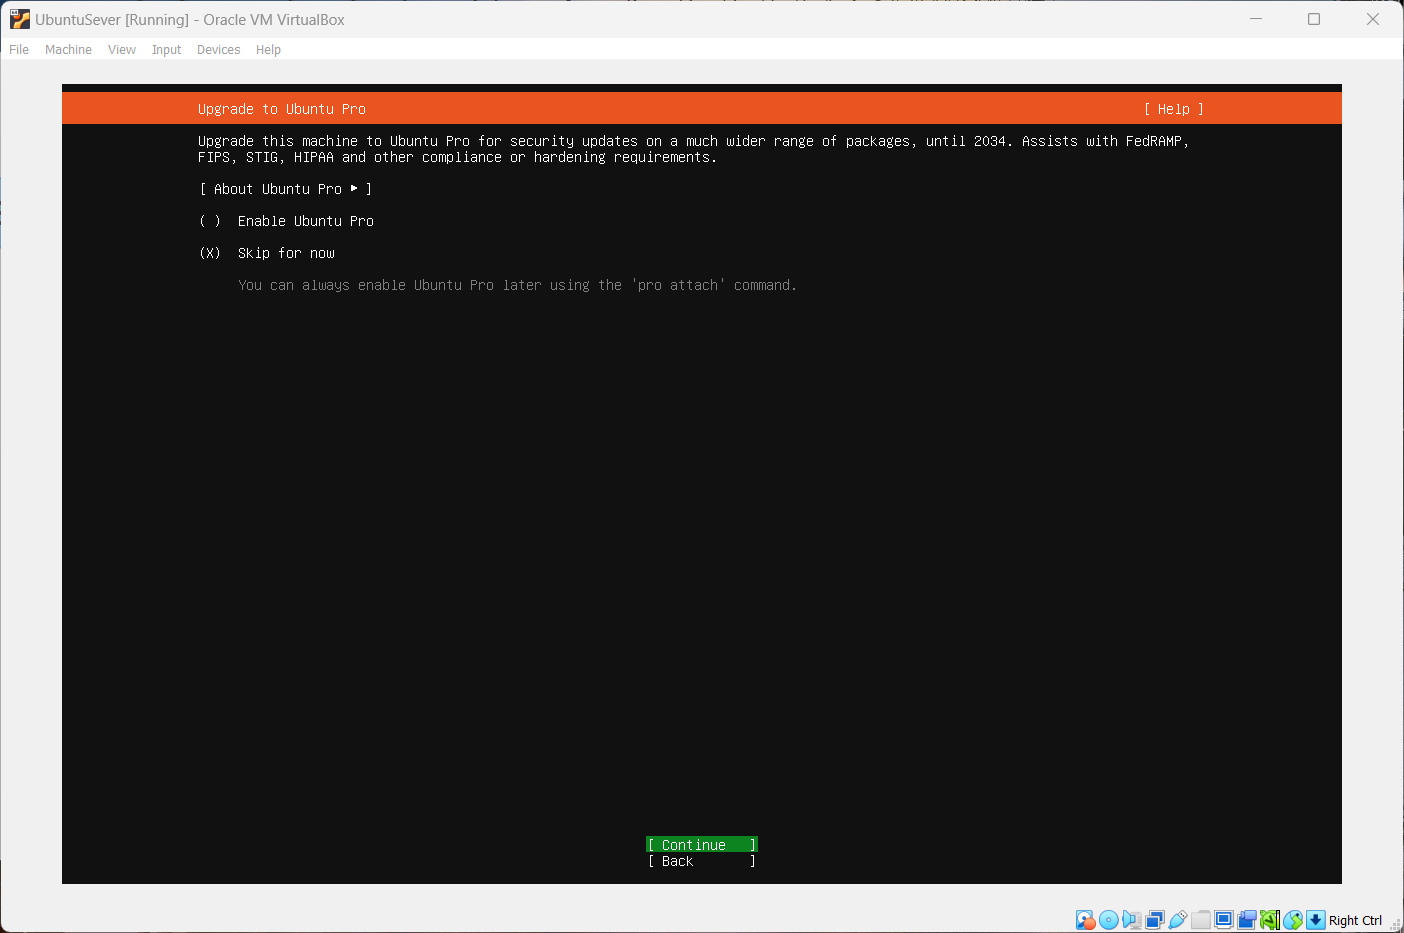 UbuntuSever [Running] - Oracle VM VirtualBox
File Machine View Input Devices Help
Upgrade to Ubuntu Pro [ Help ]
Upgrade this machine to Ubuntu Pro for security updates on a much wider range of packages, until 2034. Assists with FedRAMP,
FIPS, STIG, HIPAA and other compliance or hardening requirements.
[ About Ubuntu Pro ▸ ]
( ) Enable Ubuntu Pro
(X) Skip for now
You can always enable Ubuntu Pro later using the 'pro attach' command.
[ Continue ]
[ Back ]
Right Ctrl